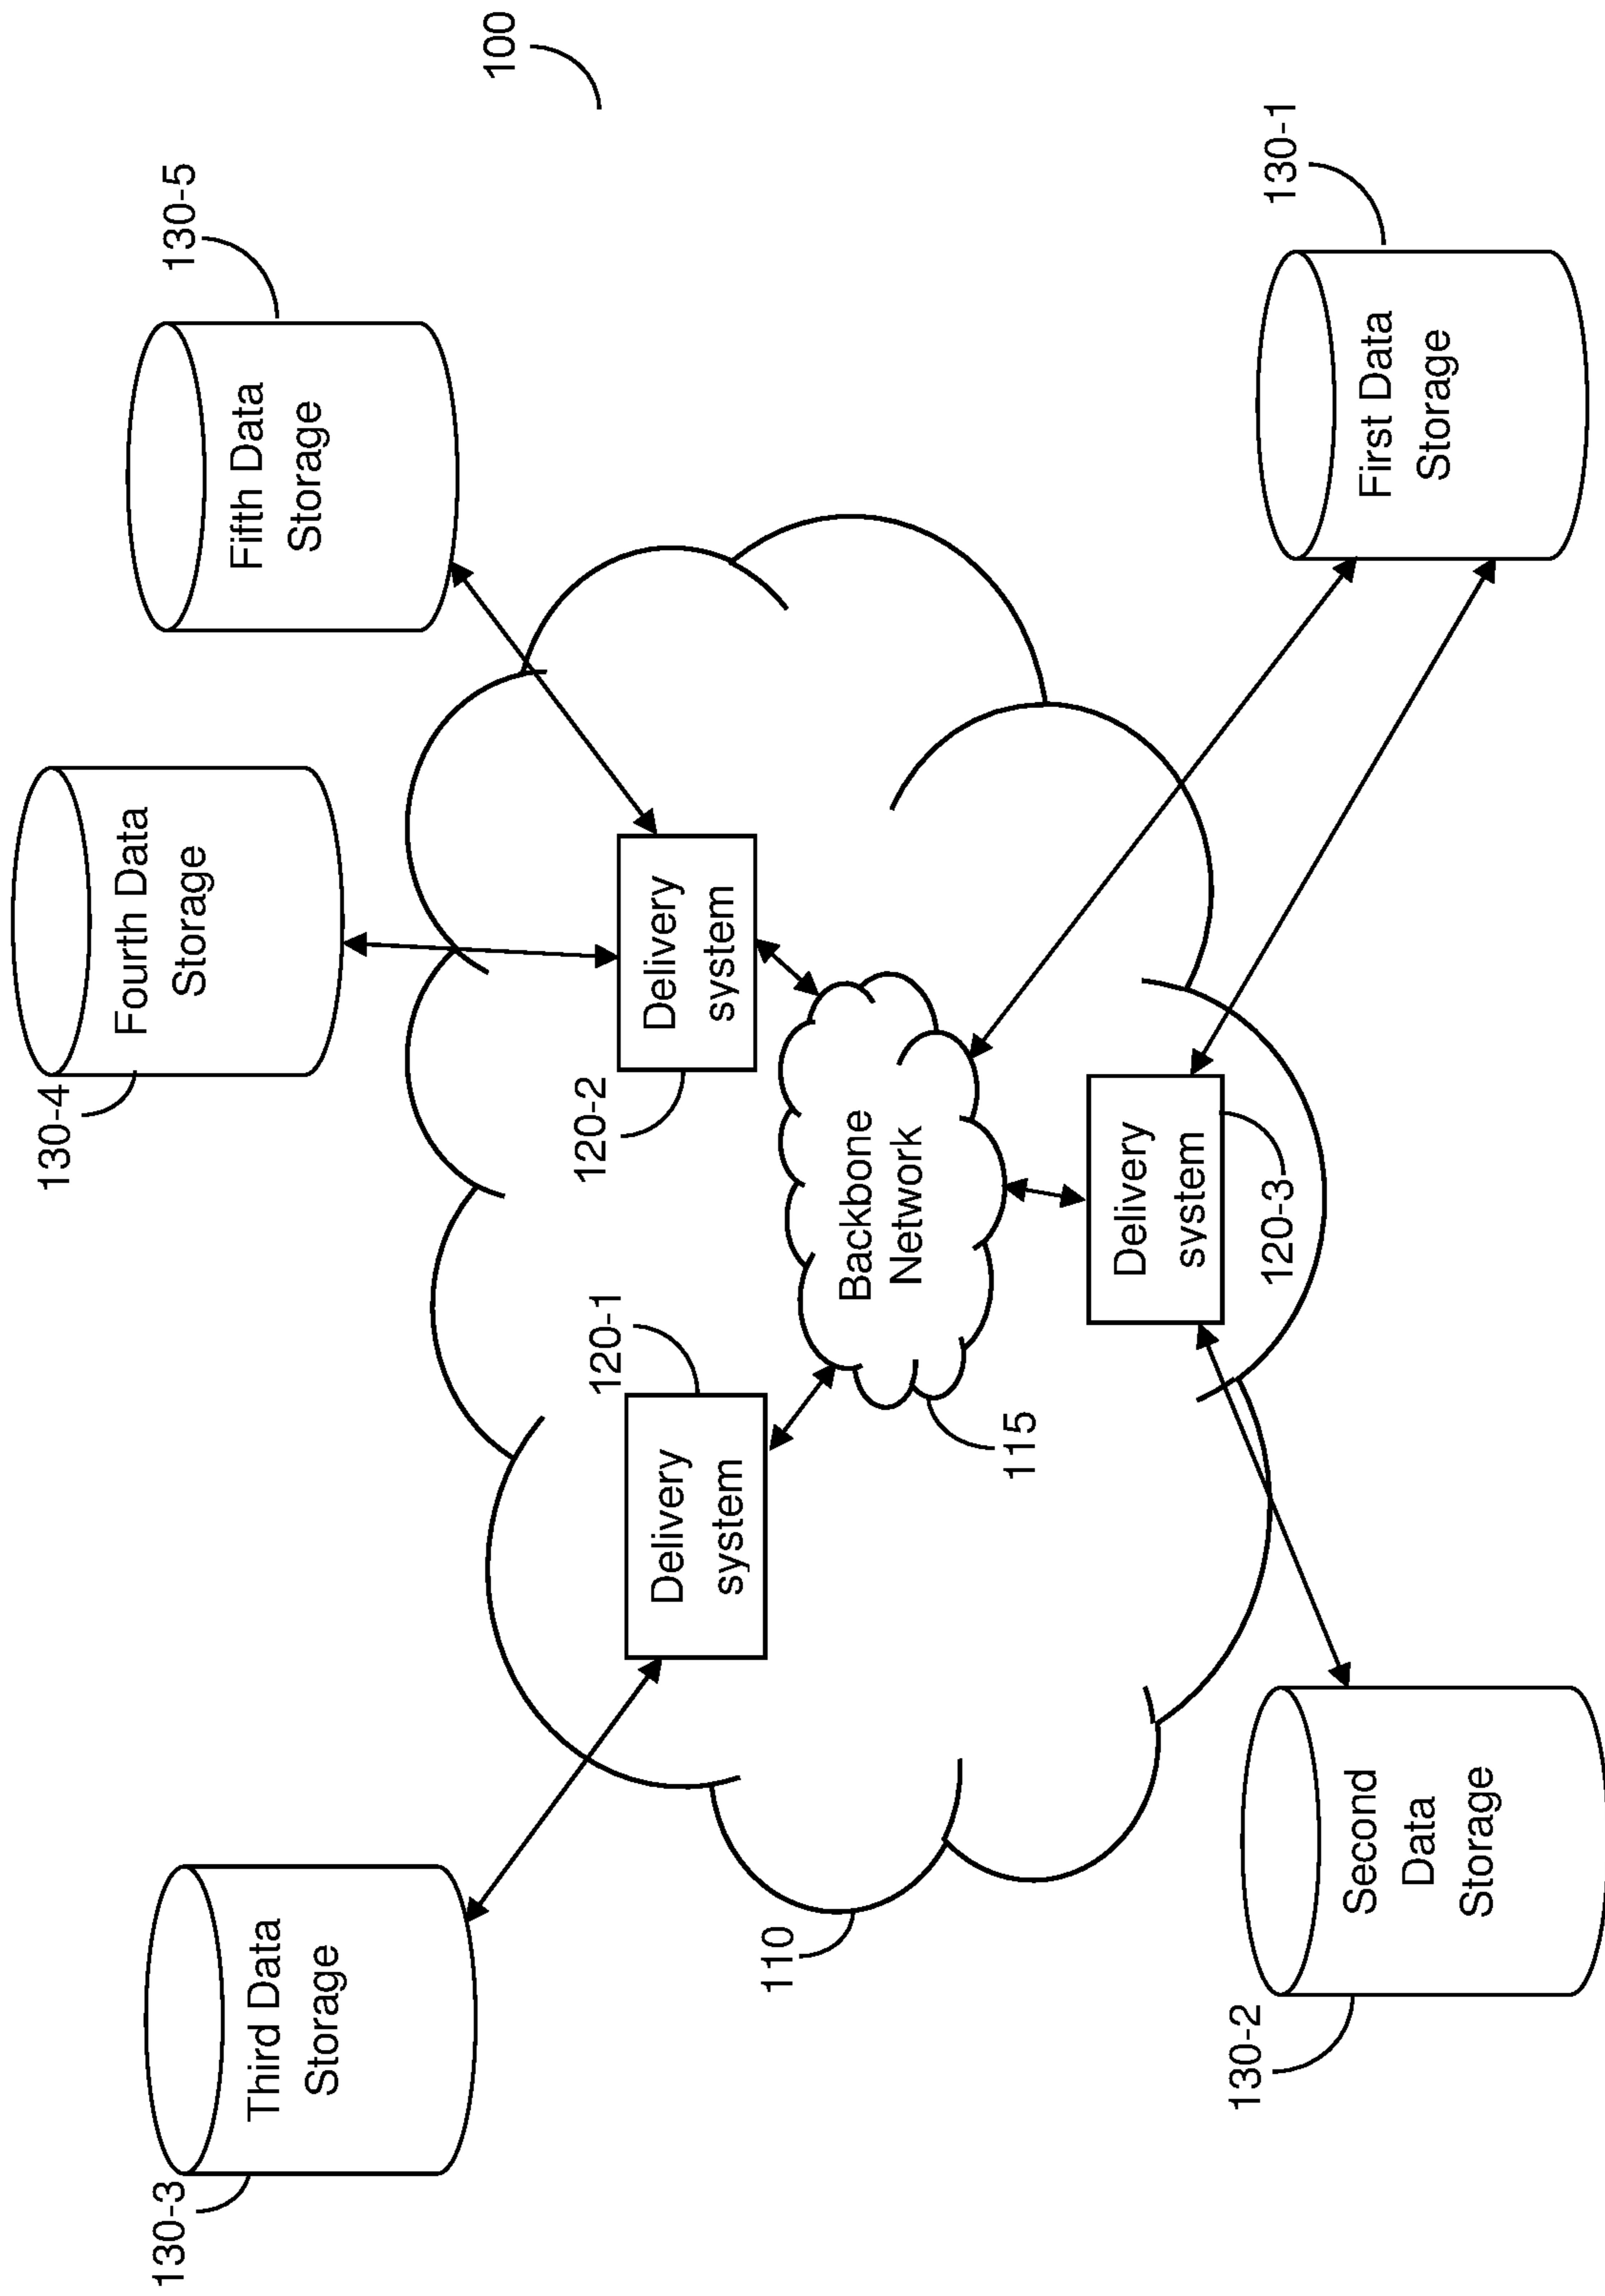 100
130-5
Fifth Data
Storage
130-1
First Data
Storage
130-4
Fourth Data
Storage
120-2
Delivery
system
Backbone
Network
115
120-1
Delivery
system
Delivery
system
120-3
110
130-3
Third Data
Storage
130-2
Second
Data
Storage